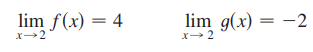 lim f(x) = 4 lim g(x) = −2
x→2 x→2